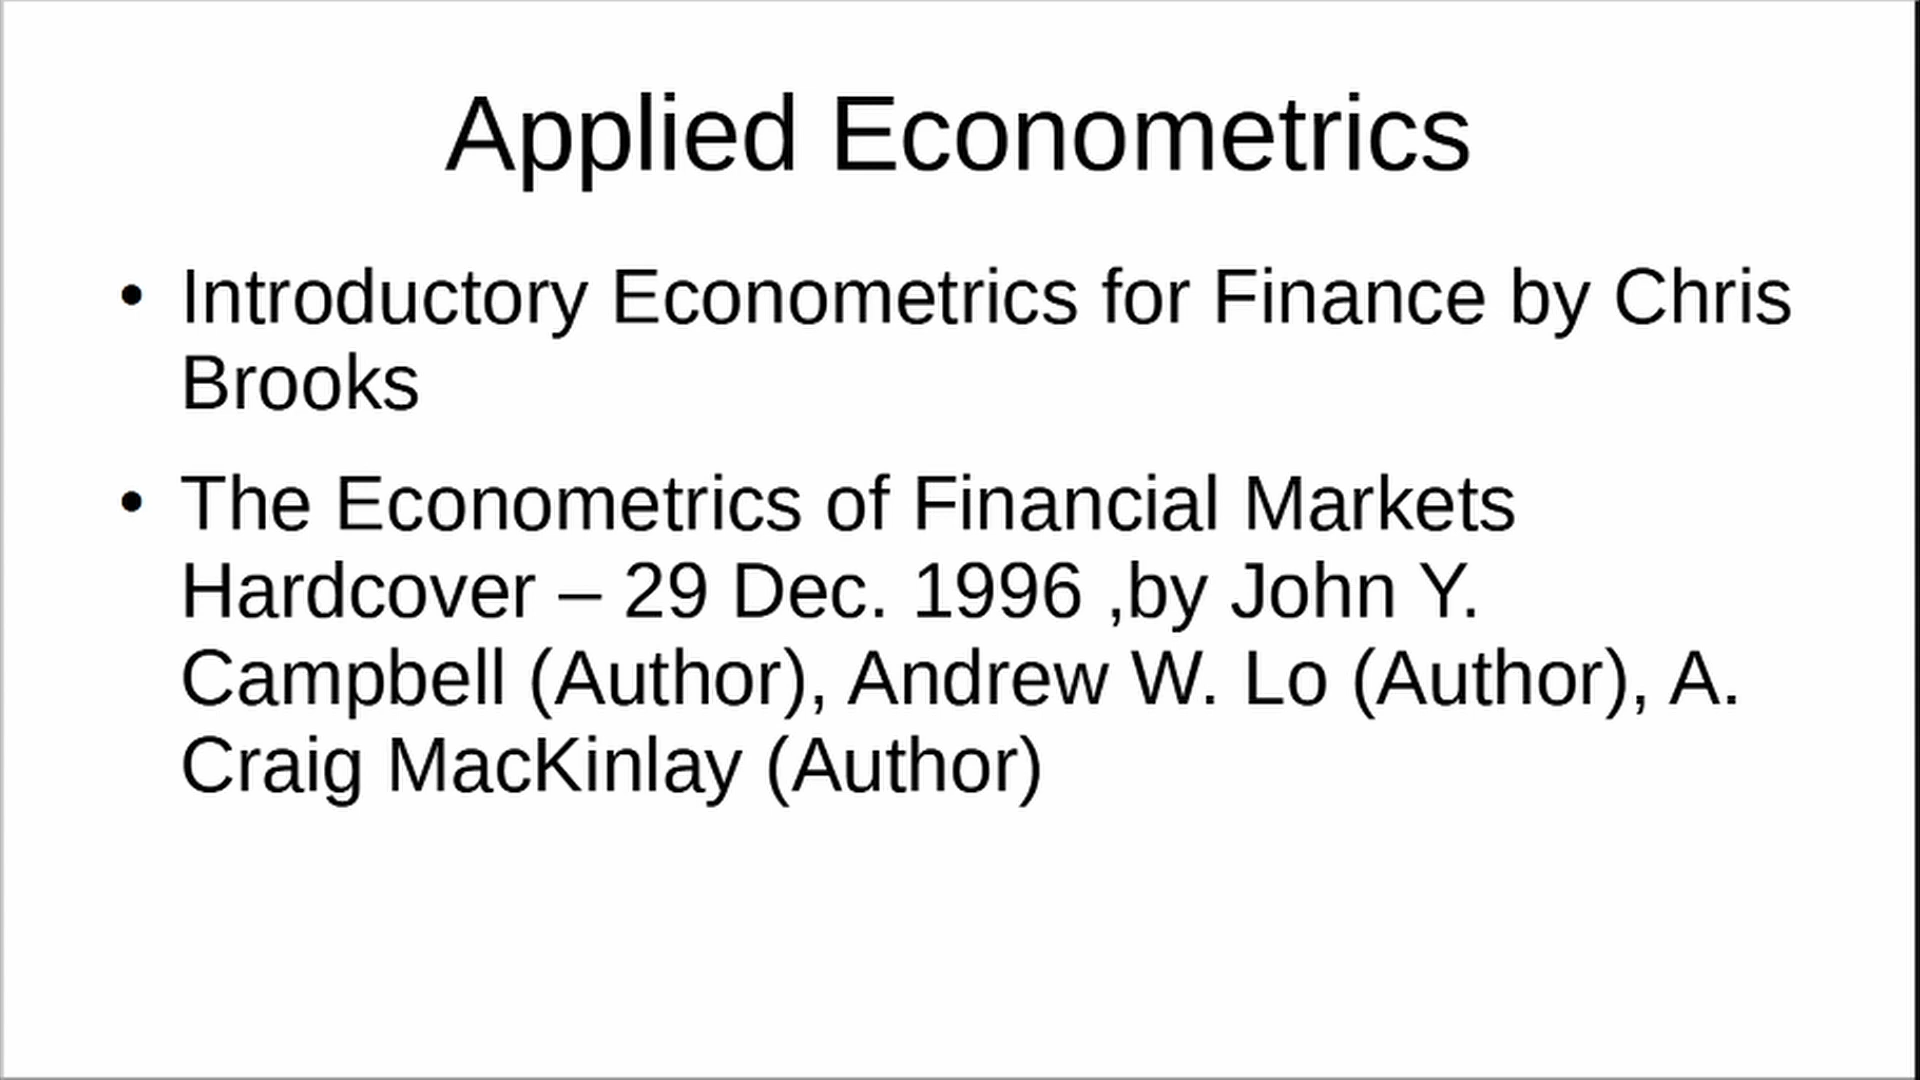 Applied Econometrics
• Introductory Econometrics for Finance by Chris
Brooks
• The Econometrics of Financial Markets
Hardcover – 29 Dec. 1996 ,by John Y.
Campbell (Author), Andrew W. Lo (Author), A.
Craig MacKinlay (Author)